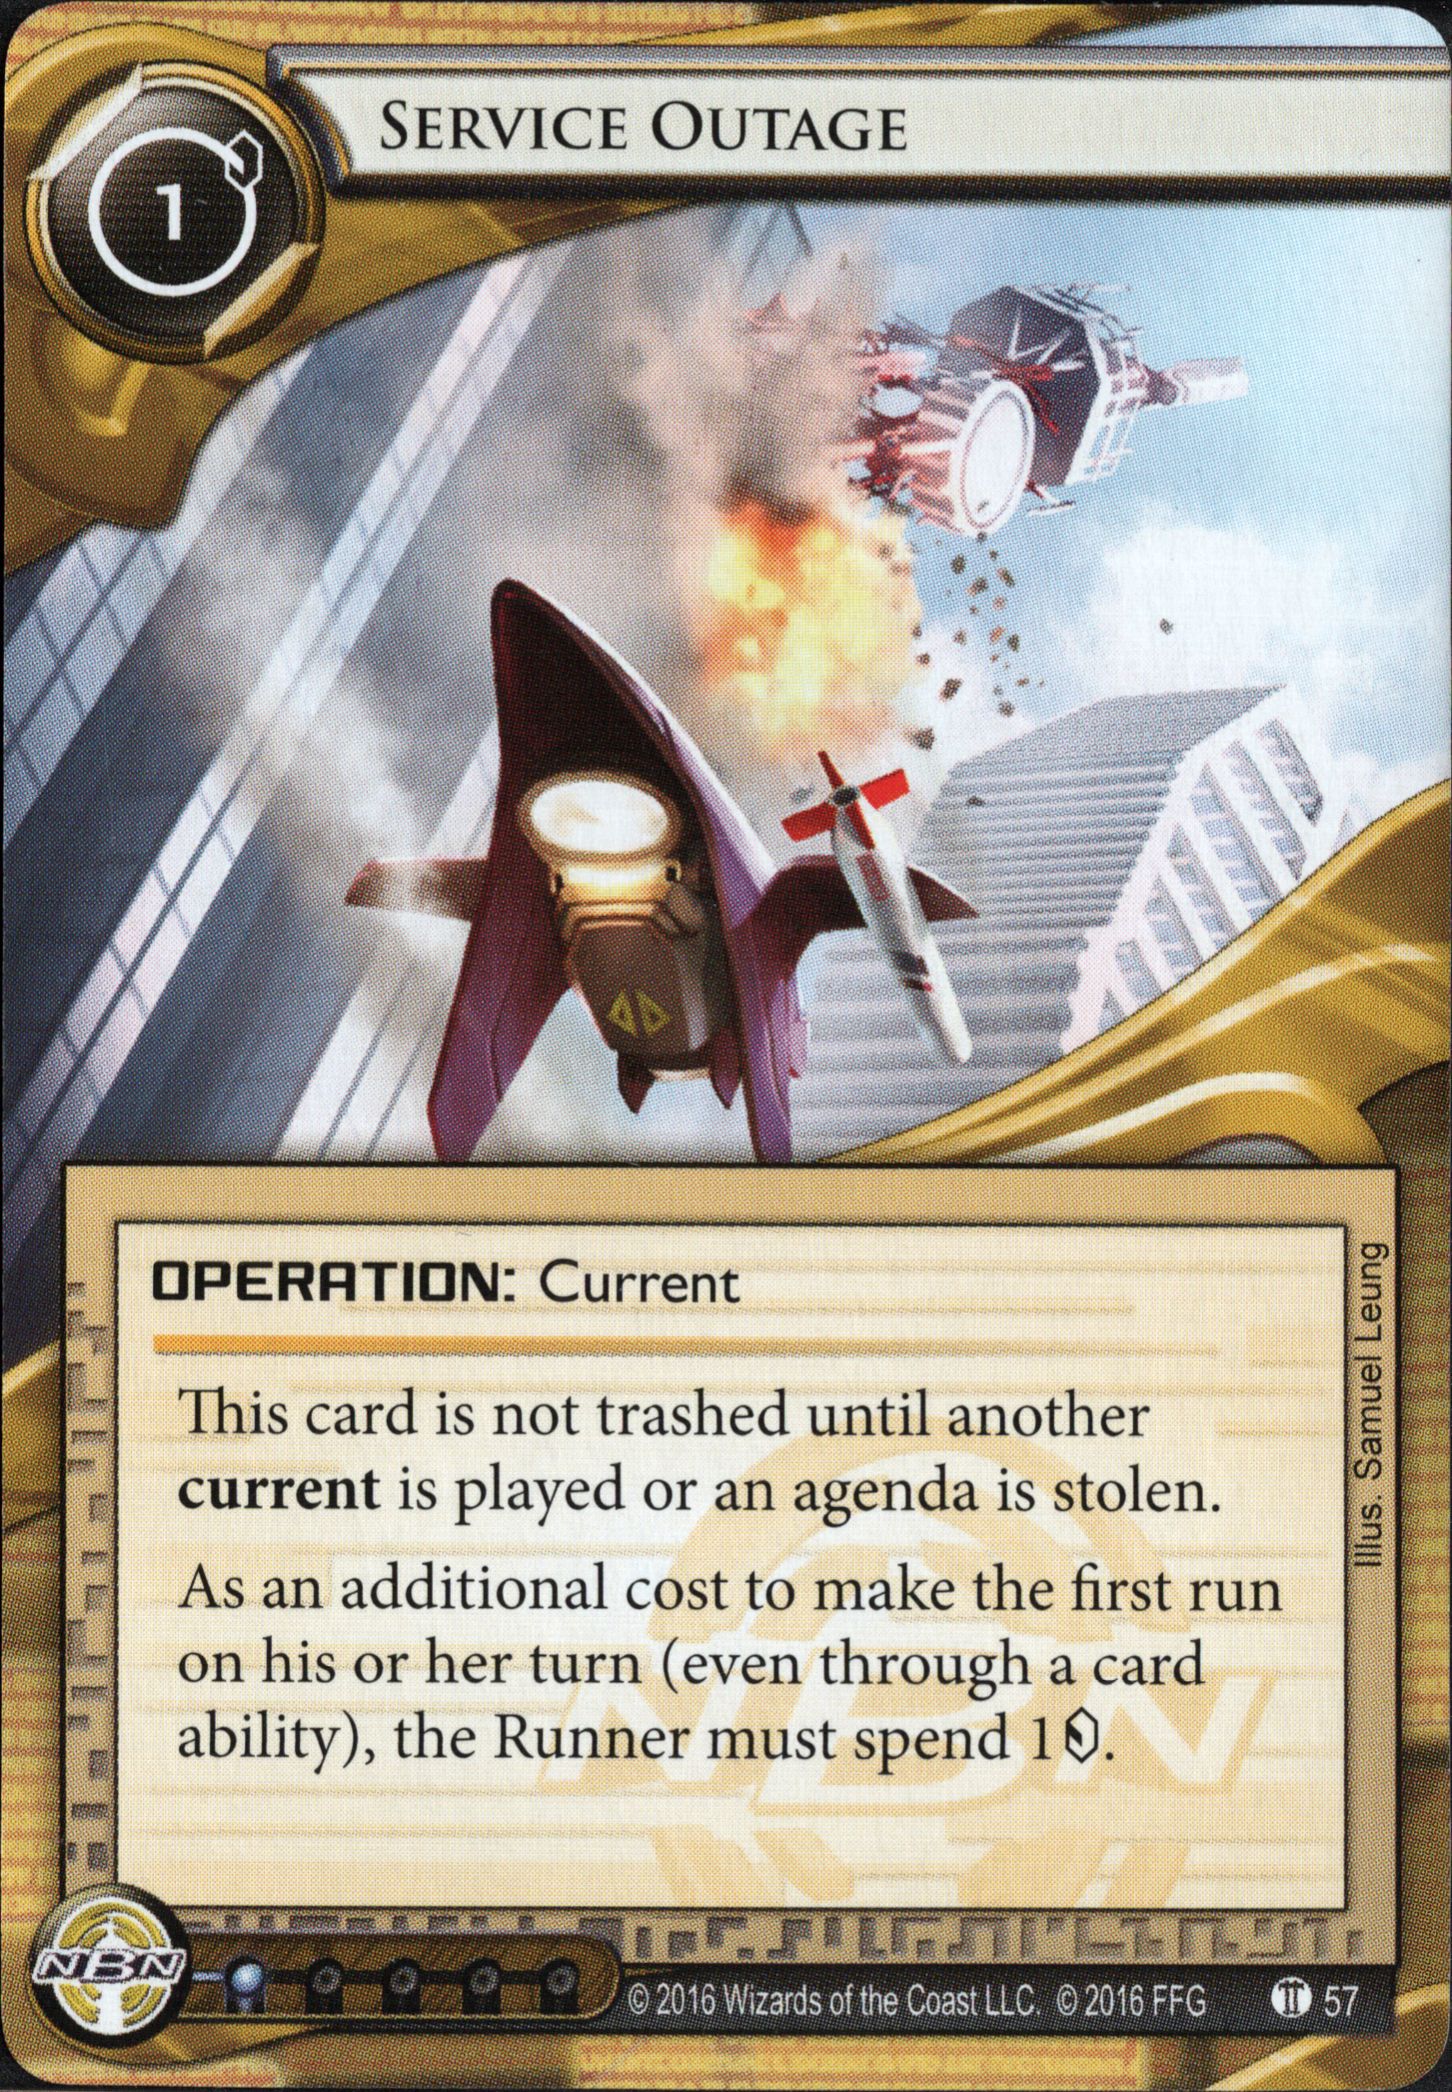 1
SERVICE OUTAGE
OPERATION: Current
This card is not trashed until another
current is played or an agenda is stolen.
As an additional cost to make the first run
on his or her turn (even through a card
ability), the Runner must spend 1.
Illus. Samuel Leung
NBN
NBN
© 2016 Wizards of the Coast LLC. © 2016 FFG
57